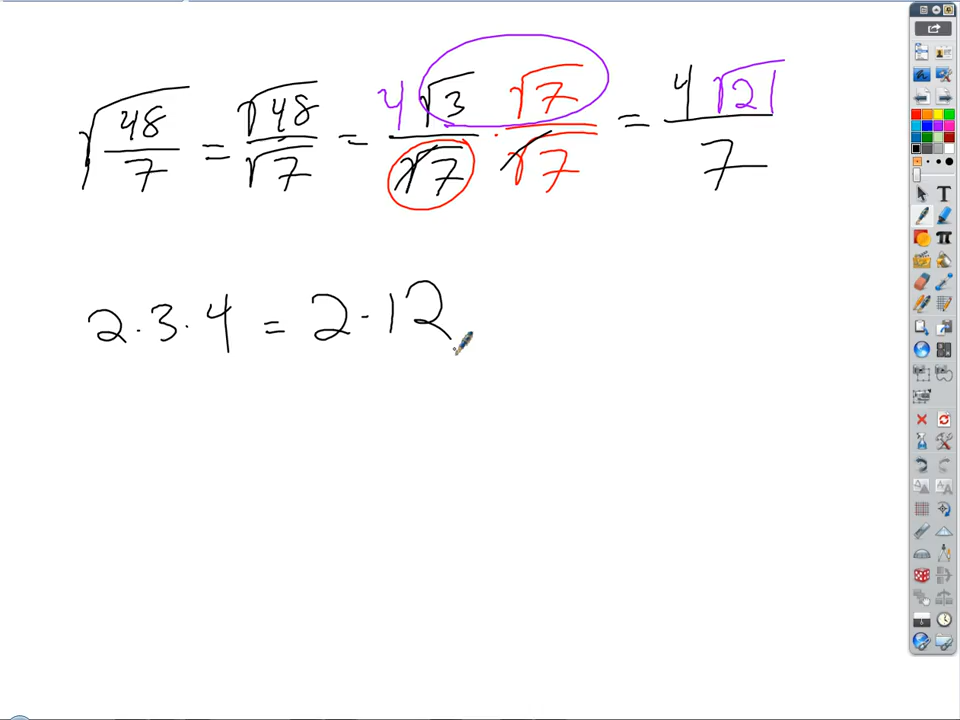 √(48/7) = √48/√7 = 4√3/√7 · √7/√7 = 4√21/7
2·3·4 = 2·12
T